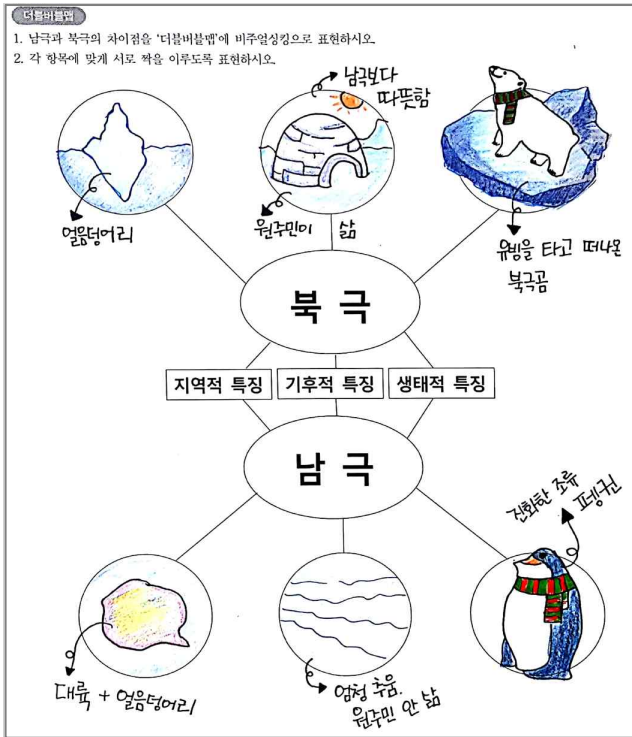 더블버블맵
1. 남극과 북극의 차이점을 '더블버블맵'에 비주얼싱킹으로 표현하시오.
2. 각 항목에 맞게 서로 짝을 이루도록 표현하시오.
남극보다
따뜻함
얼음덩어리
원주민이 삶
유빙을 타고 떠나온
북극곰
북 극
지역적 특징
기후적 특징
생태적 특징
남 극
진화한 조류
펭귄
대륙 + 얼음덩어리
엄청 추움.
원주민 안 삶